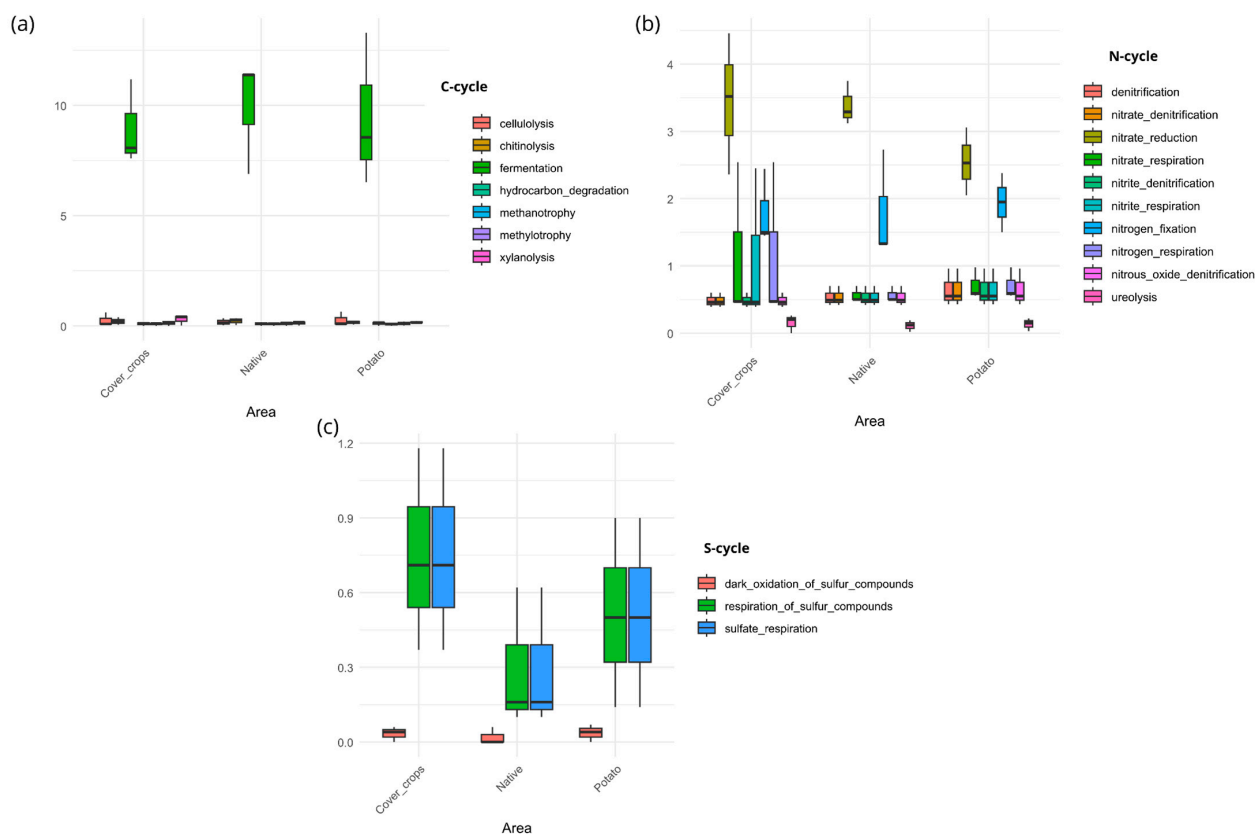 (a)
10
5
0
Cover_crops
Native
Potato
Area
C-cycle
cellulolysis
chitinolysis
fermentation
hydrocarbon_degradation
methanotrophy
methylotrophy
xylanolysis
(b)
4
3
2
1
0
Cover_crops
Native
Potato
Area
N-cycle
denitrification
nitrate_denitrification
nitrate_reduction
nitrate_respiration
nitrite_denitrification
nitrite_respiration
nitrogen_fixation
nitrogen_respiration
nitrous_oxide_denitrification
ureolysis
(c)
1.2
0.9
0.6
0.3
0.0
Cover_crops
Native
Potato
Area
S-cycle
dark_oxidation_of_sulfur_compounds
respiration_of_sulfur_compounds
sulfate_respiration